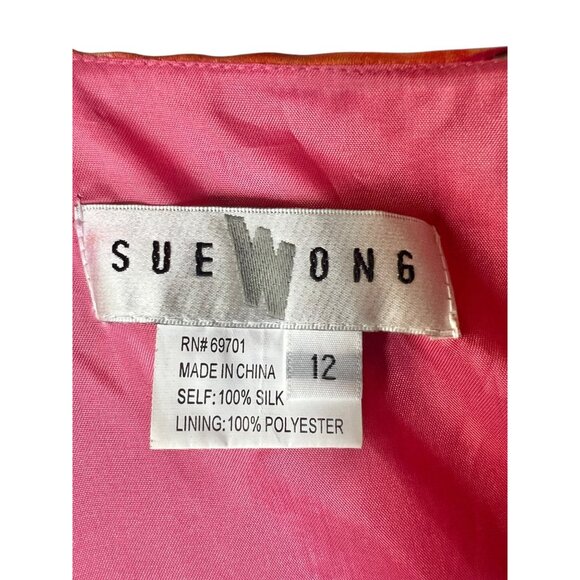 SUE WONG
RN# 69701
MADE IN CHINA
12
SELF: 100% SILK
LINING: 100% POLYESTER